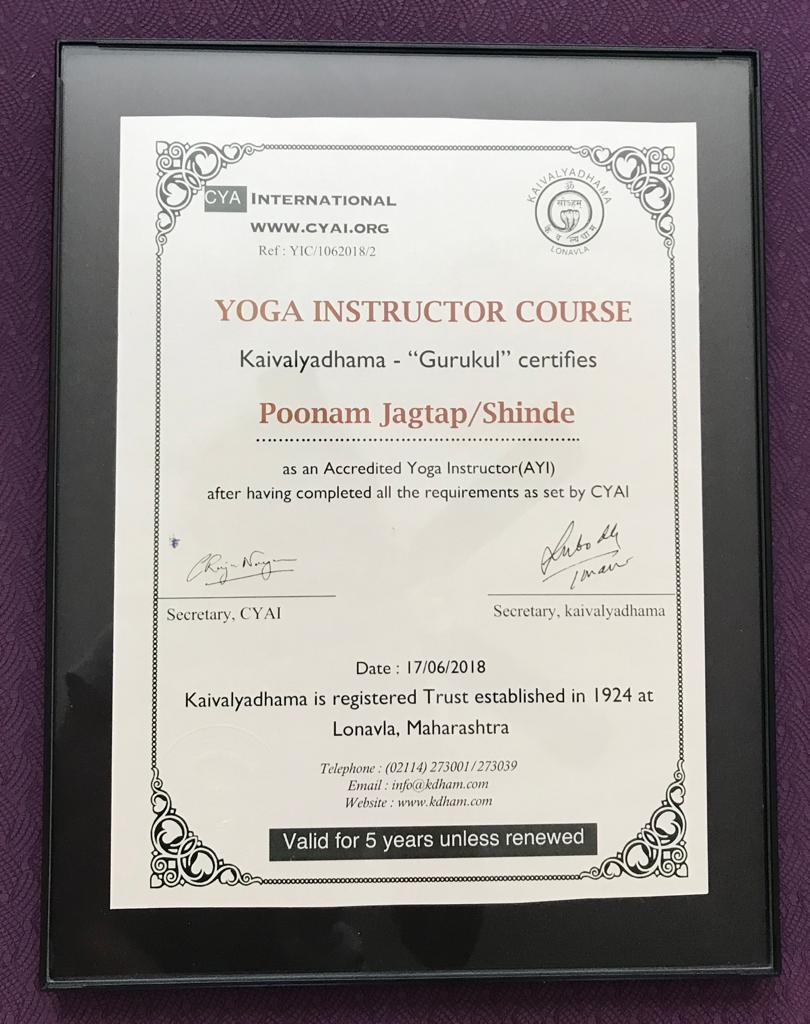 CYA INTERNATIONAL
WWW.CYAI.ORG
Ref : YIC/1062018/2
KAIVALYADHAMA
ॐ
सोऽहम्
कैवल्यधाम
LONAVLA
YOGA INSTRUCTOR COURSE
Kaivalyadhama - “Gurukul” certifies
Poonam Jagtap/Shinde
as an Accredited Yoga Instructor(AYI)
after having completed all the requirements as set by CYAI
Secretary, CYAI
Secretary, kaivalyadhama
Date : 17/06/2018
Kaivalyadhama is registered Trust established in 1924 at
Lonavla, Maharashtra
Telephone : (02114) 273001/273039
Email : info@kdham.com
Website : www.kdham.com
Valid for 5 years unless renewed